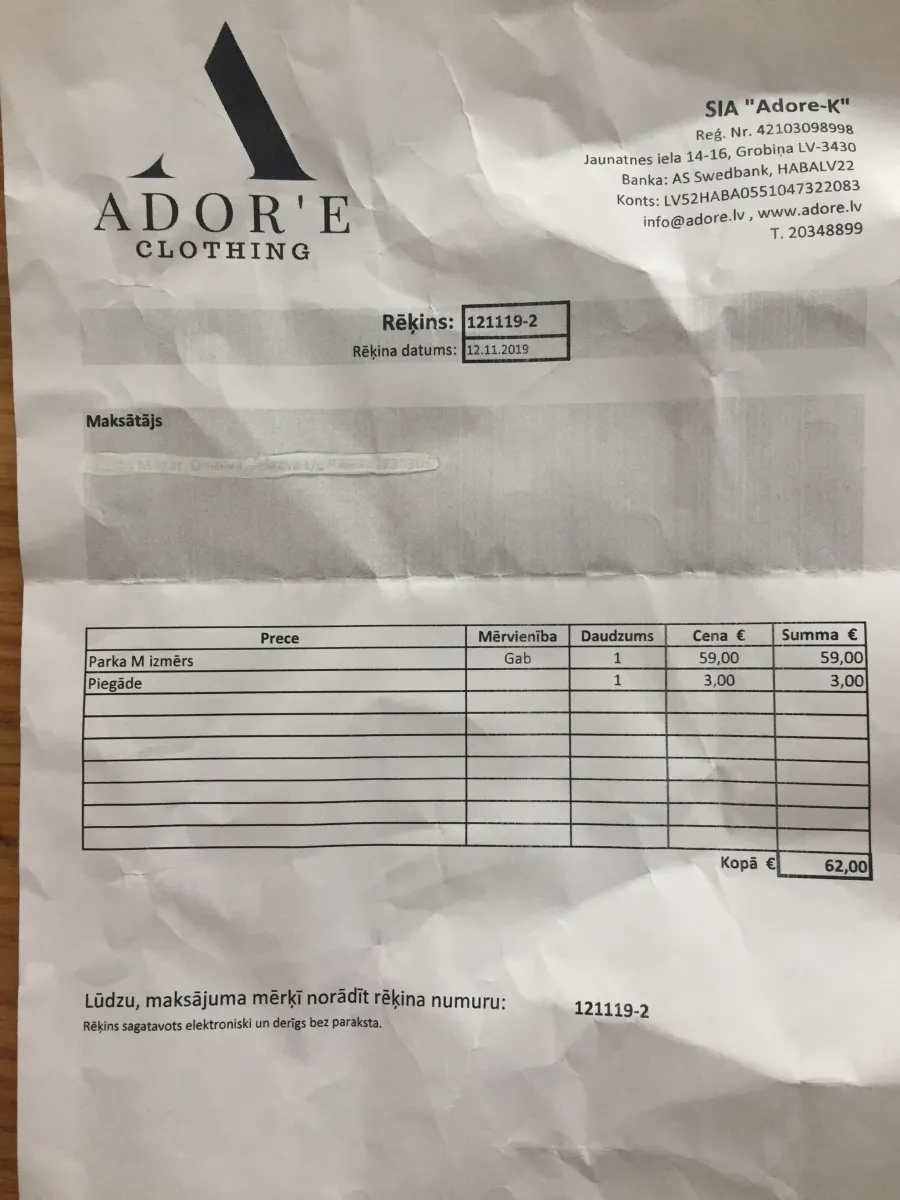 ADOR'E
CLOTHING
SIA "Adore-K"
Reģ. Nr. 42103098998
Jaunatnes iela 14-16, Grobiņa LV-3430
Banka: AS Swedbank, HABALV22
Konts: LV52HABA0551047322083
info@adore.lv , www.adore.lv
T. 20348899
Rēķins: 121119-2
Rēķina datums: 12.11.2019
Maksātājs
Prece Mērvienība Daudzums Cena € Summa €
Parka M izmērs Gab 1 59,00 59,00
Piegāde 1 3,00 3,00
Kopā € 62,00
Lūdzu, maksājuma mērķī norādīt rēķina numuru: 121119-2
Rēķins sagatavots elektroniski un derīgs bez paraksta.